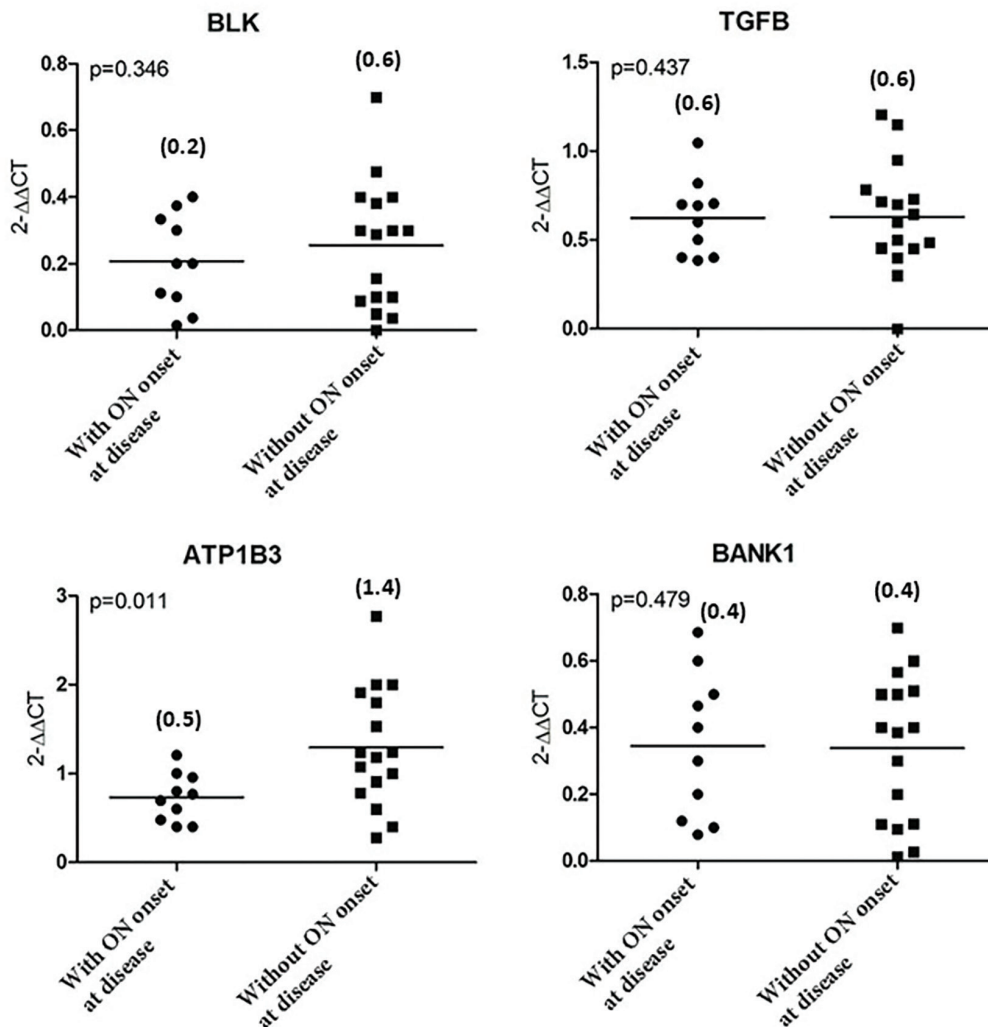 BLK
p=0.346
(0.2)
(0.6)
0.8
0.6
0.4
0.2
0.0
2-ΔΔCT
With ON onset
at disease
Without ON onset
at disease
TGFB
p=0.437
(0.6)
(0.6)
1.5
1.0
0.5
0.0
2-ΔΔCT
With ON onset
at disease
Without ON onset
at disease
ATP1B3
p=0.011
(0.5)
(1.4)
3
2
1
0
2-ΔΔCT
With ON onset
at disease
Without ON onset
at disease
BANK1
p=0.479
(0.4)
(0.4)
0.8
0.6
0.4
0.2
0.0
2-ΔΔCT
With ON onset
at disease
Without ON onset
at disease